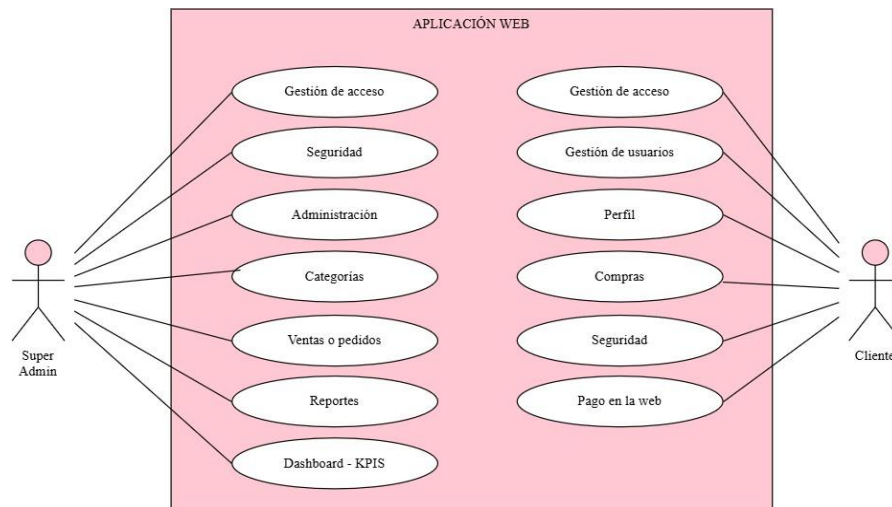 APLICACIÓN WEB
Gestión de acceso
Seguridad
Administración
Categorías
Ventas o pedidos
Reportes
Dashboard - KPIS
Gestión de acceso
Gestión de usuarios
Perfil
Compras
Seguridad
Pago en la web
Super
Admin
Cliente